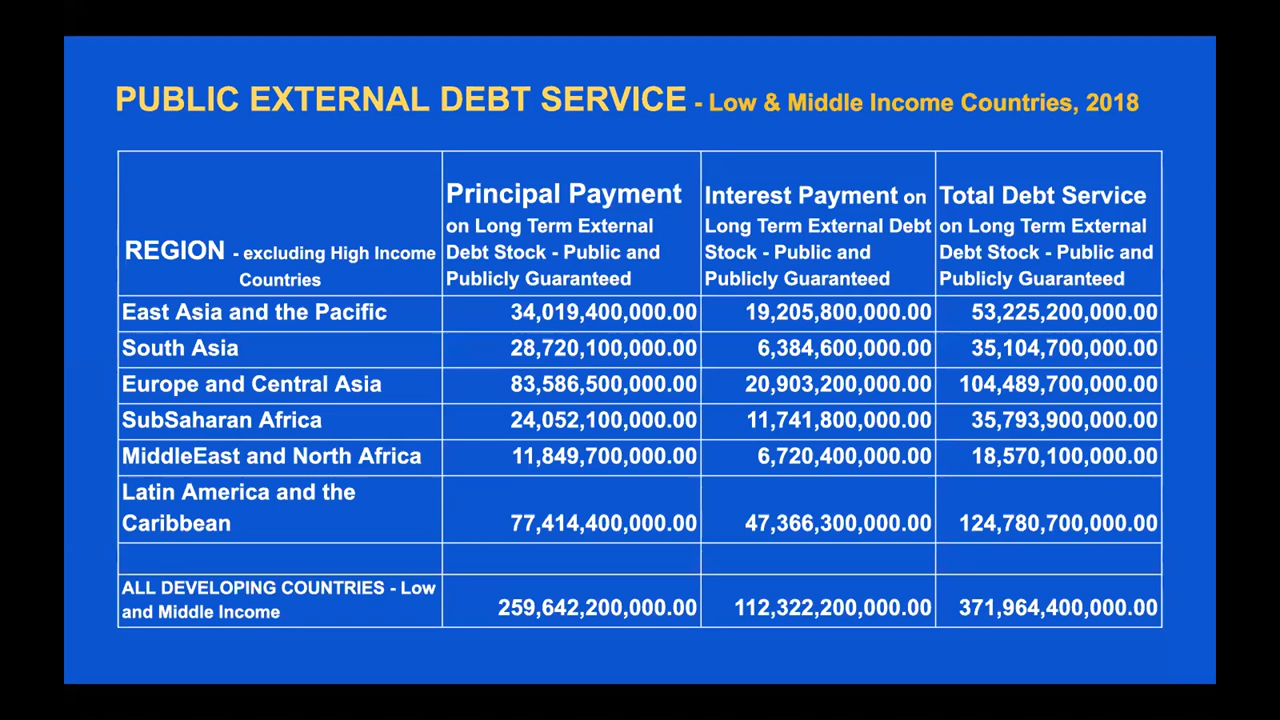 PUBLIC EXTERNAL DEBT SERVICE - Low & Middle Income Countries, 2018
REGION - excluding High Income
Countries
Principal Payment
on Long Term External
Debt Stock - Public and
Publicly Guaranteed
Interest Payment on
Long Term External Debt
Stock - Public and
Publicly Guaranteed
Total Debt Service
on Long Term External
Debt Stock - Public and
Publicly Guaranteed
East Asia and the Pacific 34,019,400,000.00 19,205,800,000.00 53,225,200,000.00
South Asia 28,720,100,000.00 6,384,600,000.00 35,104,700,000.00
Europe and Central Asia 83,586,500,000.00 20,903,200,000.00 104,489,700,000.00
SubSaharan Africa 24,052,100,000.00 11,741,800,000.00 35,793,900,000.00
MiddleEast and North Africa 11,849,700,000.00 6,720,400,000.00 18,570,100,000.00
Latin America and the
Caribbean 77,414,400,000.00 47,366,300,000.00 124,780,700,000.00
ALL DEVELOPING COUNTRIES - Low
and Middle Income 259,642,200,000.00 112,322,200,000.00 371,964,400,000.00